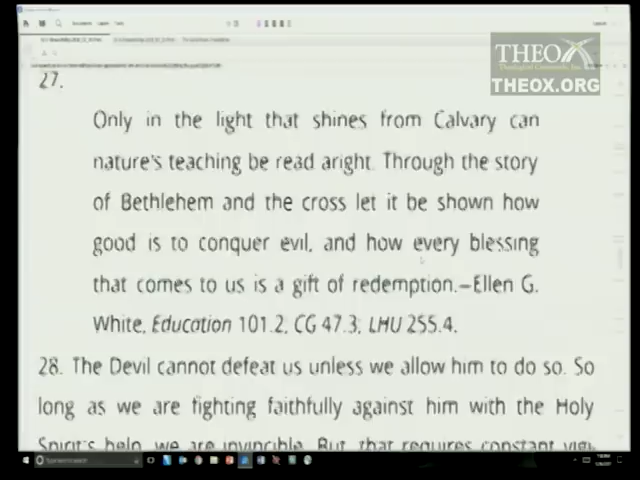 THEOX
THEOX.ORG
27.
Only in the light that shines from Calvary can
nature's teaching be read aright. Through the story
of Bethlehem and the cross let it be shown how
good is to conquer evil, and how every blessing
that comes to us is a gift of redemption.—Ellen G.
White, Education 101.2, CG 47.3, LHU 255.4.
28. The Devil cannot defeat us unless we allow him to do so. So
long as we are fighting faithfully against him with the Holy
Spirit's help, we are invincible. But that requires constant